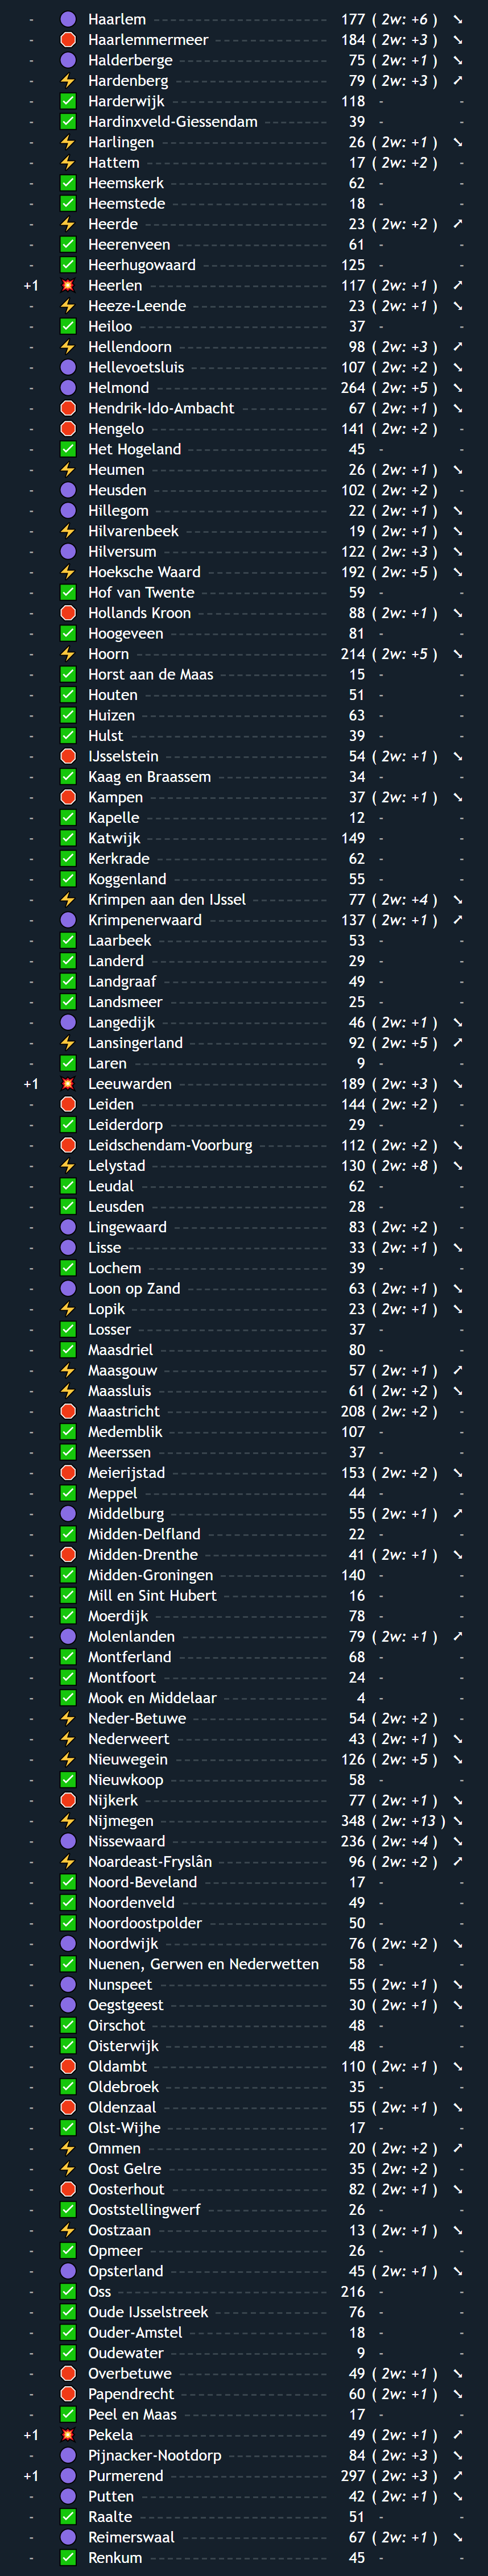 - Haarlem 177 ( 2w: +6 ) ➘
- Haarlemmermeer 184 ( 2w: +3 ) ➘
- Halderberge 75 ( 2w: +1 ) ➘
- Hardenberg 79 ( 2w: +3 ) ➚
- Harderwijk 118 - -
- Hardinxveld-Giessendam 39 - -
- Harlingen 26 ( 2w: +1 ) ➘
- Hattem 17 ( 2w: +2 ) -
- Heemskerk 62 - -
- Heemstede 18 - -
- Heerde 23 ( 2w: +2 ) ➚
- Heerenveen 61 - -
- Heerhugowaard 125 - -
+1 Heerlen 117 ( 2w: +1 ) ➚
- Heeze-Leende 23 ( 2w: +1 ) ➘
- Heiloo 37 - -
- Hellendoorn 98 ( 2w: +3 ) ➚
- Hellevoetsluis 107 ( 2w: +2 ) ➘
- Helmond 264 ( 2w: +5 ) ➘
- Hendrik-Ido-Ambacht 67 ( 2w: +1 ) ➘
- Hengelo 141 ( 2w: +2 ) -
- Het Hogeland 45 - -
- Heumen 26 ( 2w: +1 ) ➘
- Heusden 102 ( 2w: +2 ) -
- Hillegom 22 ( 2w: +1 ) ➘
- Hilvarenbeek 19 ( 2w: +1 ) ➘
- Hilversum 122 ( 2w: +3 ) ➘
- Hoeksche Waard 192 ( 2w: +5 ) ➘
- Hof van Twente 59 - -
- Hollands Kroon 88 ( 2w: +1 ) ➘
- Hoogeveen 81 - -
- Hoorn 214 ( 2w: +5 ) ➘
- Horst aan de Maas 15 - -
- Houten 51 - -
- Huizen 63 - -
- Hulst 39 - -
- IJsselstein 54 ( 2w: +1 ) ➘
- Kaag en Braassem 34 - -
- Kampen 37 ( 2w: +1 ) ➘
- Kapelle 12 - -
- Katwijk 149 - -
- Kerkrade 62 - -
- Koggenland 55 - -
- Krimpen aan den IJssel 77 ( 2w: +4 ) ➘
- Krimpenerwaard 137 ( 2w: +1 ) ➚
- Laarbeek 53 - -
- Landerd 29 - -
- Landgraaf 49 - -
- Landsmeer 25 - -
- Langedijk 46 ( 2w: +1 ) ➘
- Lansingerland 92 ( 2w: +5 ) ➚
- Laren 9 - -
+1 Leeuwarden 189 ( 2w: +3 ) ➘
- Leiden 144 ( 2w: +2 ) -
- Leiderdorp 29 - -
- Leidschendam-Voorburg 112 ( 2w: +2 ) ➘
- Lelystad 130 ( 2w: +8 ) ➘
- Leudal 62 - -
- Leusden 28 - -
- Lingewaard 83 ( 2w: +2 ) -
- Lisse 33 ( 2w: +1 ) ➘
- Lochem 39 - -
- Loon op Zand 63 ( 2w: +1 ) ➘
- Lopik 23 ( 2w: +1 ) ➘
- Losser 37 - -
- Maasdriel 80 - -
- Maasgouw 57 ( 2w: +1 ) ➚
- Maassluis 61 ( 2w: +2 ) ➘
- Maastricht 208 ( 2w: +2 ) -
- Medemblik 107 - -
- Meerssen 37 - -
- Meierijstad 153 ( 2w: +2 ) ➘
- Meppel 44 - -
- Middelburg 55 ( 2w: +1 ) ➚
- Midden-Delfland 22 - -
- Midden-Drenthe 41 ( 2w: +1 ) ➘
- Midden-Groningen 140 - -
- Mill en Sint Hubert 16 - -
- Moerdijk 78 - -
- Molenlanden 79 ( 2w: +1 ) ➚
- Montferland 68 - -
- Montfoort 24 - -
- Mook en Middelaar 4 - -
- Neder-Betuwe 54 ( 2w: +2 ) -
- Nederweert 43 ( 2w: +1 ) ➘
- Nieuwegein 126 ( 2w: +5 ) ➘
- Nieuwkoop 58 - -
- Nijkerk 77 ( 2w: +1 ) ➘
- Nijmegen 348 ( 2w: +13 ) ➘
- Nissewaard 236 ( 2w: +4 ) ➘
- Noardeast-Fryslân 96 ( 2w: +2 ) ➚
- Noord-Beveland 17 - -
- Noordenveld 49 - -
- Noordoostpolder 50 - -
- Noordwijk 76 ( 2w: +2 ) ➘
- Nuenen, Gerwen en Nederwetten 58 - -
- Nunspeet 55 ( 2w: +1 ) ➘
- Oegstgeest 30 ( 2w: +1 ) ➘
- Oirschot 48 - -
- Oisterwijk 48 - -
- Oldambt 110 ( 2w: +1 ) ➘
- Oldebroek 35 - -
- Oldenzaal 55 ( 2w: +1 ) ➘
- Olst-Wijhe 17 - -
- Ommen 20 ( 2w: +2 ) ➚
- Oost Gelre 35 ( 2w: +2 ) -
- Oosterhout 82 ( 2w: +1 ) ➘
- Ooststellingwerf 26 - -
- Oostzaan 13 ( 2w: +1 ) ➘
- Opmeer 26 - -
- Opsterland 45 ( 2w: +1 ) ➘
- Oss 216 - -
- Oude IJsselstreek 76 - -
- Ouder-Amstel 18 - -
- Oudewater 9 - -
- Overbetuwe 49 ( 2w: +1 ) ➘
- Papendrecht 60 ( 2w: +1 ) ➘
- Peel en Maas 17 - -
+1 Pekela 49 ( 2w: +1 ) ➚
- Pijnacker-Nootdorp 84 ( 2w: +3 ) ➘
+1 Purmerend 297 ( 2w: +3 ) ➚
- Putten 42 ( 2w: +1 ) ➘
- Raalte 51 - -
- Reimerswaal 67 ( 2w: +1 ) ➘
- Renkum 45 - -